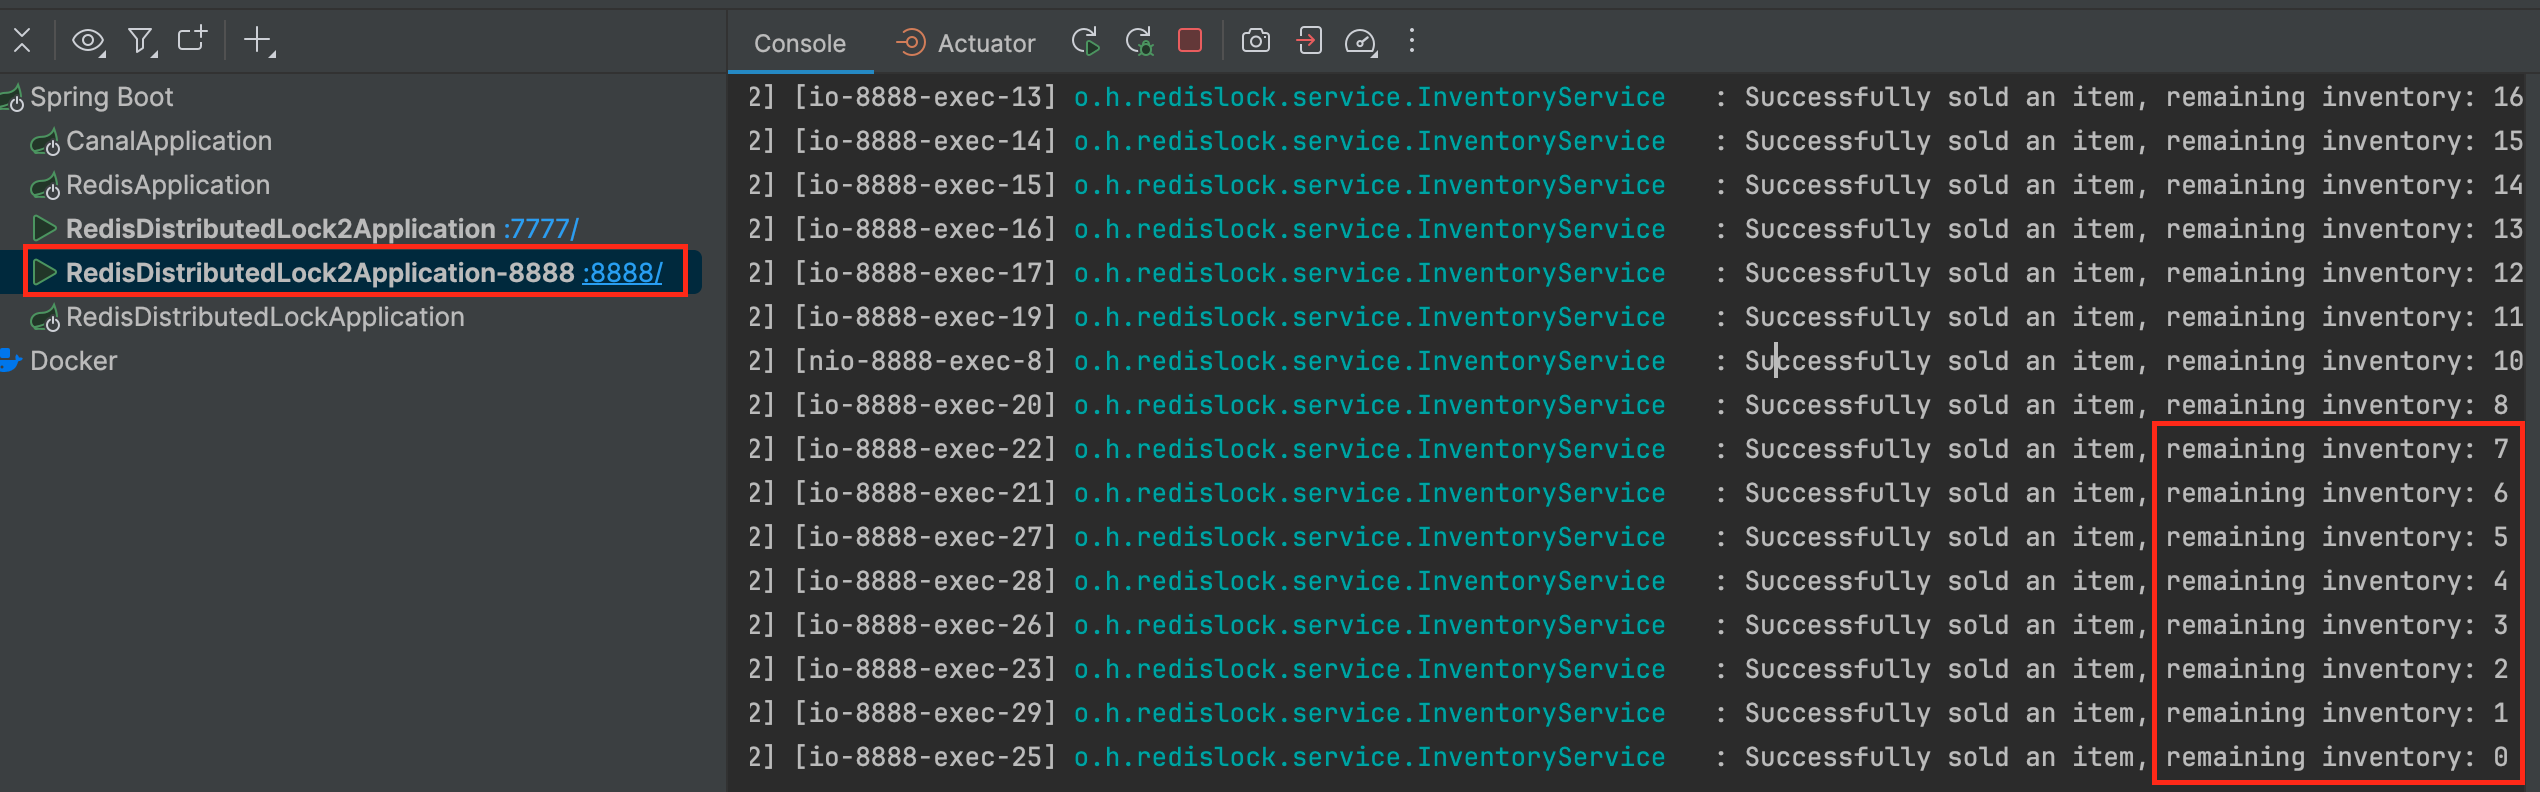 Console Actuator
Spring Boot
CanalApplication
RedisApplication
RedisDistributedLock2Application :7777/
RedisDistributedLock2Application-8888 :8888/
RedisDistributedLockApplication
Docker
2] [io-8888-exec-13] o.h.redislock.service.InventoryService : Successfully sold an item, remaining inventory: 16
2] [io-8888-exec-14] o.h.redislock.service.InventoryService : Successfully sold an item, remaining inventory: 15
2] [io-8888-exec-15] o.h.redislock.service.InventoryService : Successfully sold an item, remaining inventory: 14
2] [io-8888-exec-16] o.h.redislock.service.InventoryService : Successfully sold an item, remaining inventory: 13
2] [io-8888-exec-17] o.h.redislock.service.InventoryService : Successfully sold an item, remaining inventory: 12
2] [io-8888-exec-19] o.h.redislock.service.InventoryService : Successfully sold an item, remaining inventory: 11
2] [nio-8888-exec-8] o.h.redislock.service.InventoryService : Successfully sold an item, remaining inventory: 10
2] [io-8888-exec-20] o.h.redislock.service.InventoryService : Successfully sold an item, remaining inventory: 8
2] [io-8888-exec-22] o.h.redislock.service.InventoryService : Successfully sold an item, remaining inventory: 7
2] [io-8888-exec-21] o.h.redislock.service.InventoryService : Successfully sold an item, remaining inventory: 6
2] [io-8888-exec-27] o.h.redislock.service.InventoryService : Successfully sold an item, remaining inventory: 5
2] [io-8888-exec-28] o.h.redislock.service.InventoryService : Successfully sold an item, remaining inventory: 4
2] [io-8888-exec-26] o.h.redislock.service.InventoryService : Successfully sold an item, remaining inventory: 3
2] [io-8888-exec-23] o.h.redislock.service.InventoryService : Successfully sold an item, remaining inventory: 2
2] [io-8888-exec-29] o.h.redislock.service.InventoryService : Successfully sold an item, remaining inventory: 1
2] [io-8888-exec-25] o.h.redislock.service.InventoryService : Successfully sold an item, remaining inventory: 0